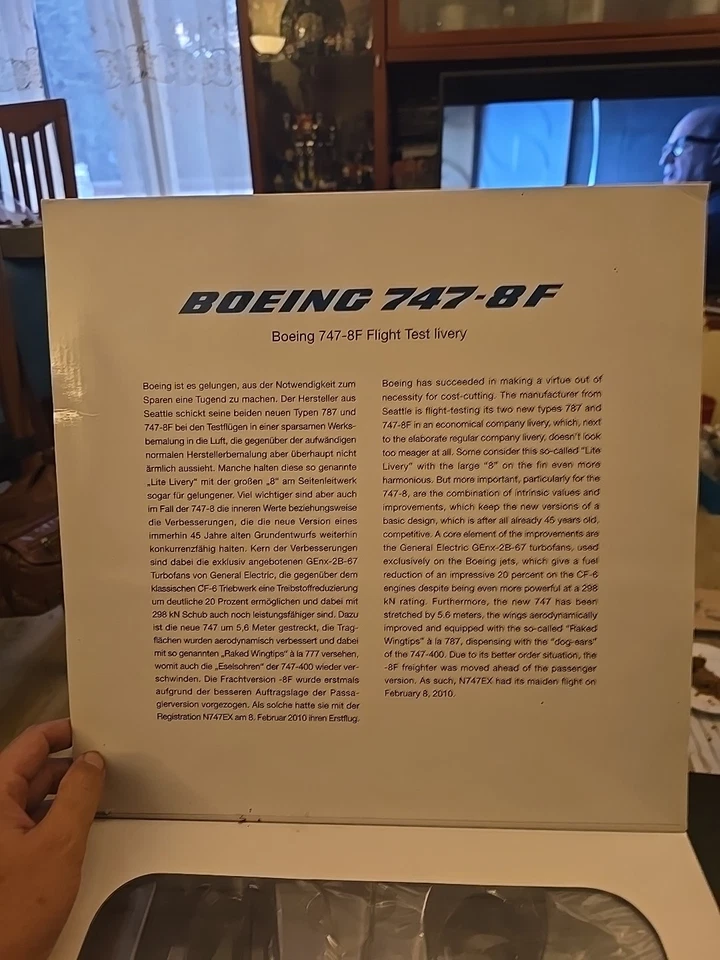 BOEING 747-8F
Boeing 747-8F Flight Test livery
Boeing ist es gelungen, aus der Notwendigkeit zum
Sparen eine Tugend zu machen. Der Hersteller aus
Seattle schickt seine beiden neuen Typen 787 und
747-8F bei den Testflügen in einer sparsamen Werks-
bemalung in die Luft, die gegenüber der aufwändigen
normalen Herstellerbemalung aber überhaupt nicht
ärmlich aussieht. Manche halten diese so genannte
„Lite Livery" mit der großen „8" am Seitenleitwerk
sogar für gelungener. Viel wichtiger sind aber auch
im Fall der 747-8 die inneren Werte beziehungsweise
die Verbesserungen, die die neue Version eines
immerhin 45 Jahre alten Grundentwurfs weiterhin
konkurrenzfähig halten. Kern der Verbesserungen
sind dabei die exklusiv angebotenen GEnx-2B-67
Turbofans von General Electric, die gegenüber dem
klassischen CF-6 Triebwerk eine Treibstoffreduzierung
um deutliche 20 Prozent ermöglichen und dabei mit
298 kN Schub auch noch leistungsfähiger sind. Dazu
ist die neue 747 um 5,6 Meter gestreckt, die Trag-
flächen wurden aerodynamisch verbessert und dabei
mit so genannten „Raked Wingtips" à la 777 versehen,
womit auch die „Eselsohren" der 747-400 wieder ver-
schwinden. Die Frachtversion -8F wurde erstmals
aufgrund der besseren Auftragslage der Passa-
gierversion vorgezogen. Als solche hatte sie mit der
Registration N747EX am 8. Februar 2010 ihren Erstflug.
Boeing has succeeded in making a virtue out of
necessity for cost-cutting. The manufacturer from
Seattle is flight-testing its two new types 787 and
747-8F in an economical company livery, which, next
to the elaborate regular company livery, doesn't look
too meager at all. Some consider this so-called "Lite
Livery" with the large "8" on the fin even more
harmonious. But more important, particularly for the
747-8, are the combination of intrinsic values and
improvements, which keep the new versions of a
basic design, which is after all already 45 years old,
competitive. A core element of the improvements are
the General Electric GEnx-2B-67 turbofans, used
exclusively on the Boeing jets, which give a fuel
reduction of an impressive 20 percent on the CF-6
engines despite being even more powerful at a 298
kN rating. Furthermore, the new 747 has been
stretched by 5.6 meters, the wings aerodynamically
improved and equipped with the so-called "Raked
Wingtips" à la 787, dispensing with the "dog-ears"
of the 747-400. Due to its better order situation, the
-8F freighter was moved ahead of the passenger
version. As such, N747EX had its maiden flight on
February 8, 2010.